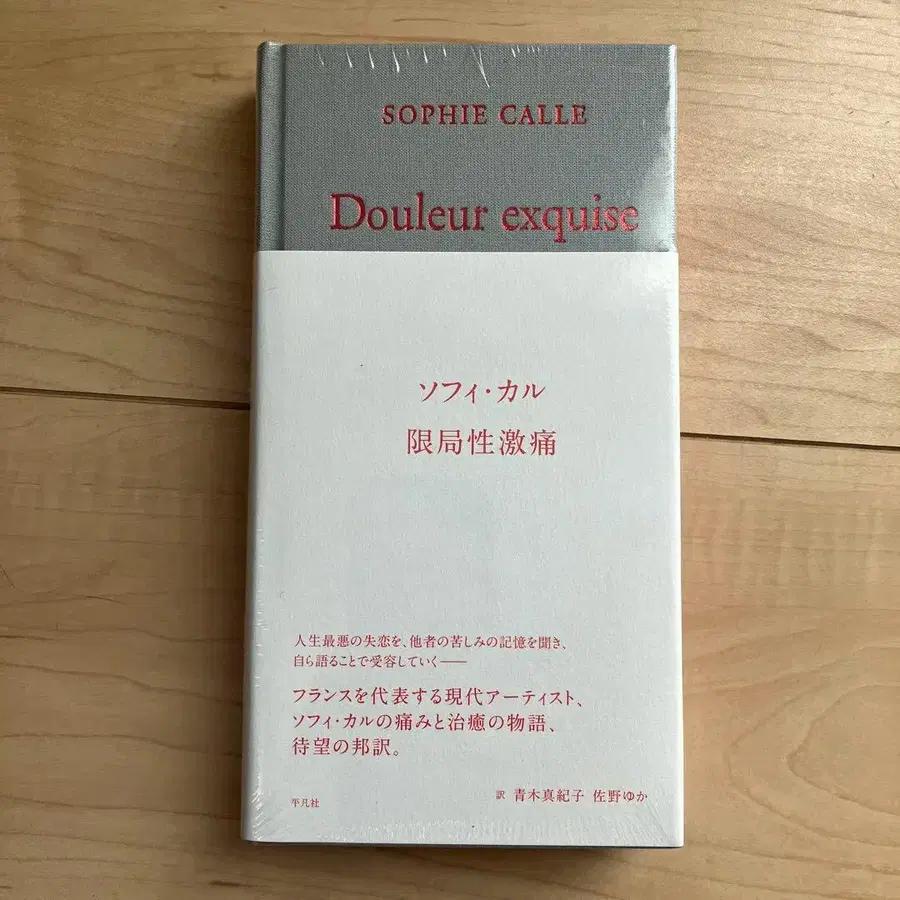 SOPHIE CALLE
Douleur exquise
ソフィ・カル
限局性激痛
人生最悪の失恋を、他者の苦しみの記憶を聞き、
自ら語ることで受容していく——
フランスを代表する現代アーティスト、
ソフィ・カルの痛みと治癒の物語、
待望の邦訳。
平凡社
訳 青木真紀子 佐野ゆか